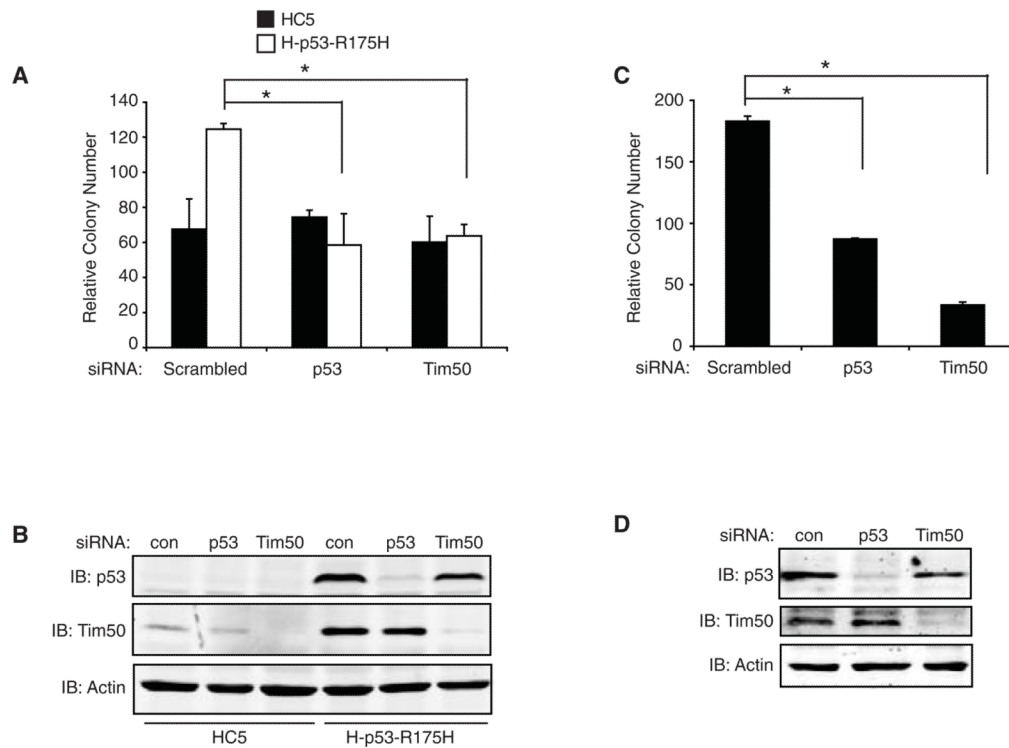 HC5
H-p53-R175H
A
*
*
Relative Colony Number
140
120
100
80
60
40
20
0
siRNA: Scrambled p53 Tim50
C
*
*
Relative Colony Number
200
150
100
50
0
siRNA: Scrambled p53 Tim50
B
siRNA: con p53 Tim50 con p53 Tim50
IB: p53
IB: Tim50
IB: Actin
HC5 H-p53-R175H
D
siRNA: con p53 Tim50
IB: p53
IB: Tim50
IB: Actin